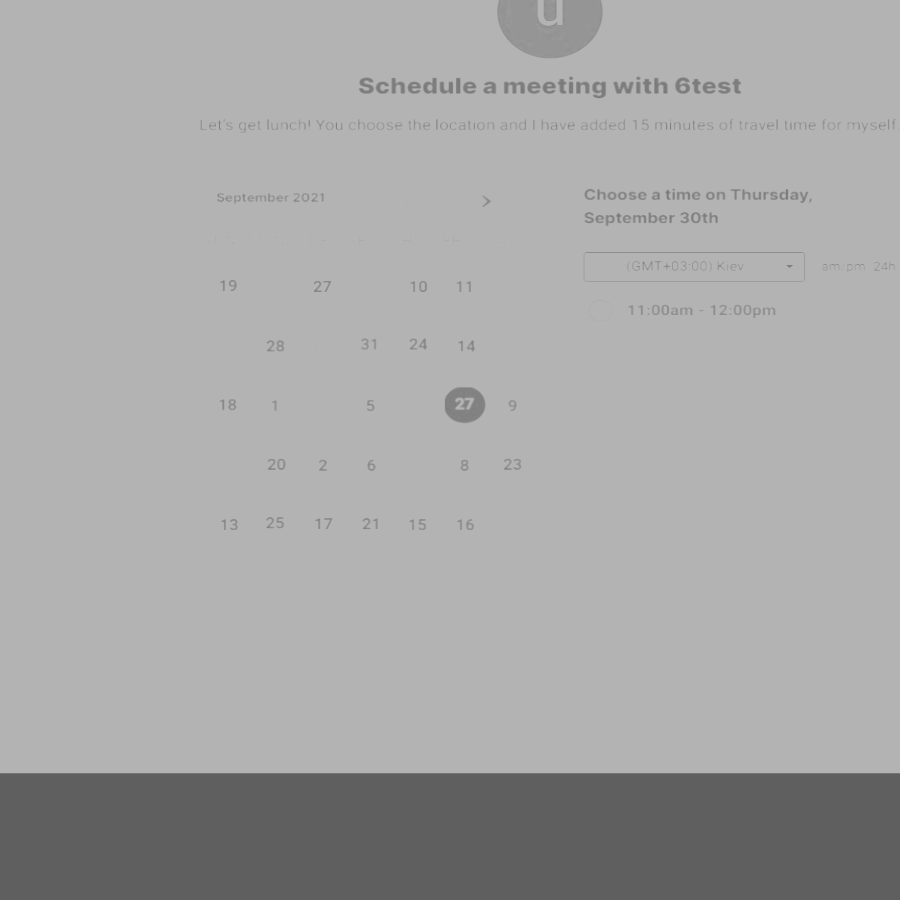 u
Schedule a meeting with 6test
Let's get lunch! You choose the location and I have added 15 minutes of travel time for myself.
September 2021
Choose a time on Thursday,
September 30th
(GMT+03:00) Kiev
am/pm 24h
11:00am - 12:00pm
19 27 10 11
28 31 24 14
18 1 5 27 9
20 2 6 8 23
13 25 17 21 15 16